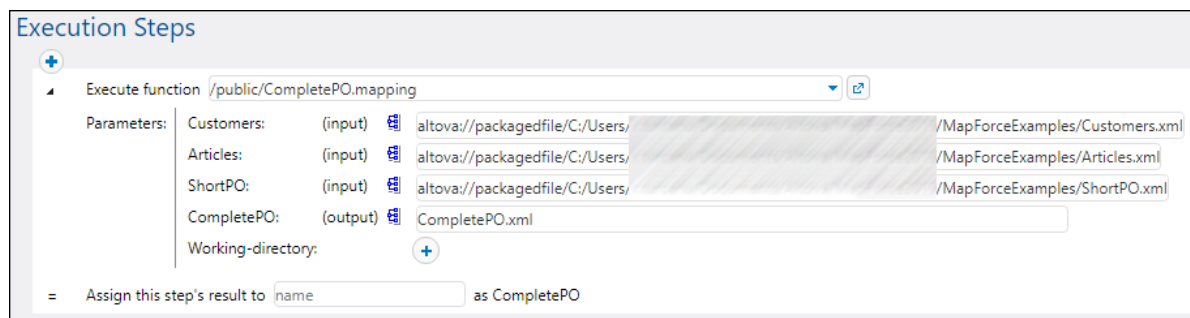 Execution Steps
Execute function /public/CompletePO.mapping
Parameters: Customers: (input) altova://packagedfile/C:/Users/ /MapForceExamples/Customers.xml
Articles: (input) altova://packagedfile/C:/Users/ /MapForceExamples/Articles.xml
ShortPO: (input) altova://packagedfile/C:/Users/ /MapForceExamples/ShortPO.xml
CompletePO: (output) CompletePO.xml
Working-directory:
= Assign this step's result to name as CompletePO